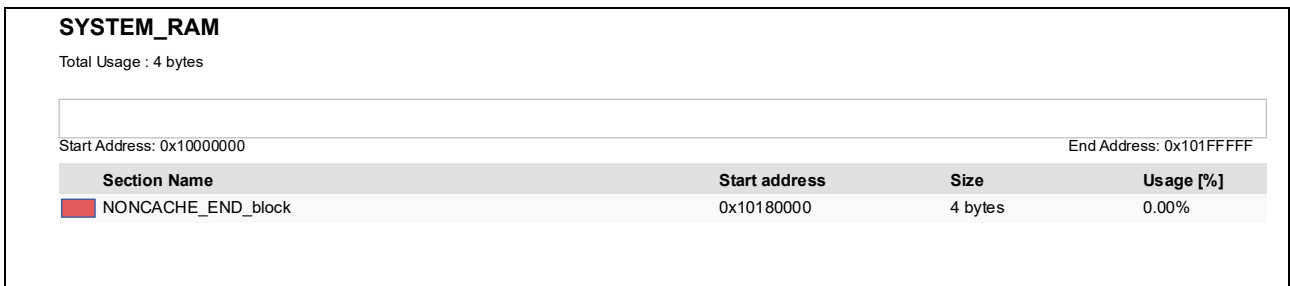 SYSTEM_RAM
Total Usage : 4 bytes
Start Address: 0x10000000 End Address: 0x101FFFFF
Section Name Start address Size Usage [%]
NONCACHE_END_block 0x10180000 4 bytes 0.00%